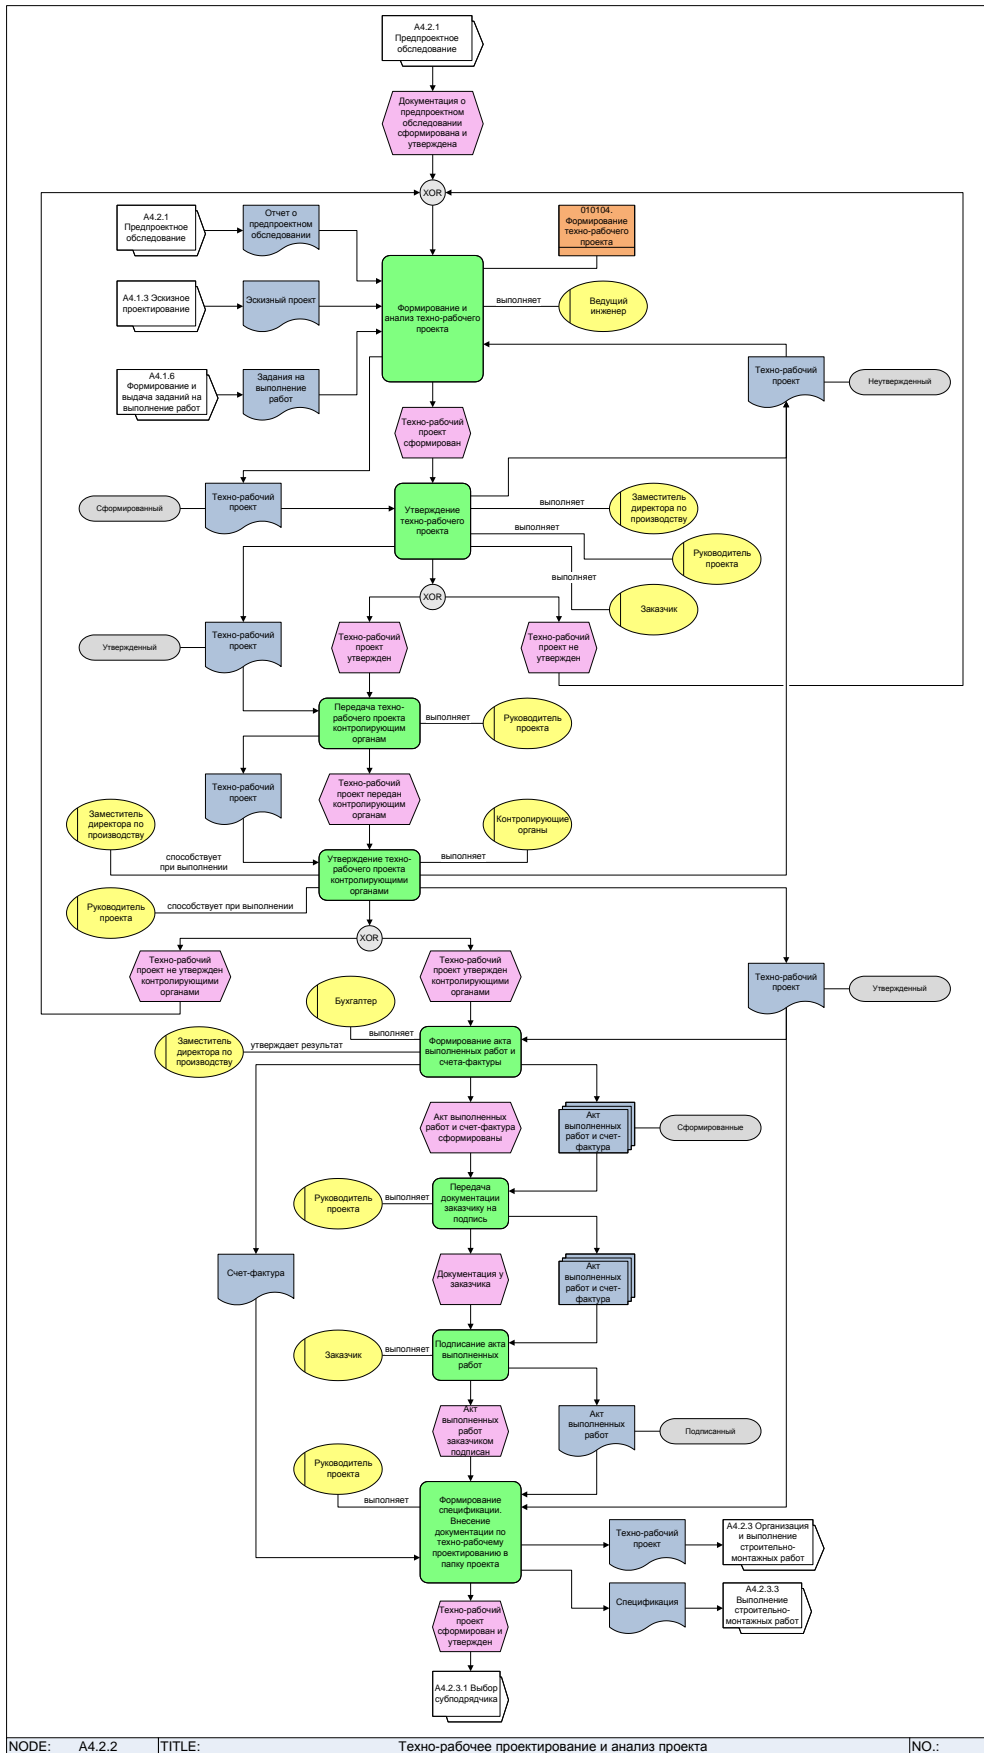 A4.2.1
Предпроектное
обследование
Документация о
предпроектном
обследовании
сформирована и
утверждена
XOR
A4.2.1
Предпроектное
обследование
Отчет о
предпроектном
обследовании
010104.
Формирование
техно-рабочего
проекта
A4.1.3 Эскизное
проектирование
Эскизный проект
Формирование и
анализ техно-рабочего
проекта
выполняет
Ведущий
инженер
A4.1.6
Формирование и
выдача заданий на
выполнение работ
Задания на
выполнение
работ
Техно-рабочий
проект
Неутвержденный
Техно-рабочий
проект
сформирован
Сформированный
Техно-рабочий
проект
Утверждение
техно-рабочего
проекта
выполняет
Заместитель
директора по
производству
выполняет
Руководитель
проекта
выполняет
Заказчик
XOR
Утвержденный
Техно-рабочий
проект
Техно-рабочий
проект
утвержден
Техно-рабочий
проект не
утвержден
Передача техно-
рабочего проекта
контролирующим
органам
выполняет
Руководитель
проекта
Техно-рабочий
проект
Техно-рабочий
проект передан
контролирующим
органам
Заместитель
директора по
производству
Контролирующие
органы
способствует
при выполнении
Утверждение техно-
рабочего проекта
контролирующими
органами
выполняет
Руководитель
проекта
способствует при выполнении
XOR
Техно-рабочий
проект не утвержден
контролирующими
органами
Техно-рабочий
проект утвержден
контролирующими
органами
Техно-рабочий
проект
Утвержденный
Бухгалтер
выполняет
Заместитель
директора по
производству
утверждает результат
Формирование акта
выполненных работ и
счета-фактуры
Акт выполненных
работ и счет-фактура
сформированы
Акт
выполненных
работ и счет-
фактура
Сформированные
Руководитель
проекта
выполняет
Передача
документации
заказчику на
подпись
Счет-фактура
Документация у
заказчика
Акт
выполненных
работ и счет-
фактура
Заказчик
выполняет
Подписание акта
выполненных
работ
Акт
выполненных
работ
заказчиком
подписан
Акт
выполненных
работ
Подписанный
Руководитель
проекта
выполняет
Формирование
спецификации.
Внесение
документации по
техно-рабочему
проектированию в
папку проекта
Техно-рабочий
проект
A4.2.3 Организация
и выполнение
строительно-
монтажных работ
Спецификация
A4.2.3.3
Выполнение
строительно-
монтажных работ
Техно-рабочий
проект
сформирован и
утвержден
A4.2.3.1 Выбор
субподрядчика
NODE: A4.2.2 TITLE: Техно-рабочее проектирование и анализ проекта NO.: